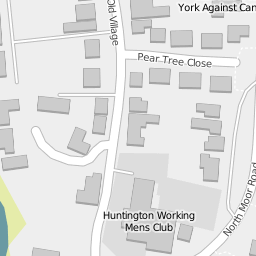 York Against Can
Old Village
Pear Tree Close
North Moor Road
Huntington Working
Mens Club